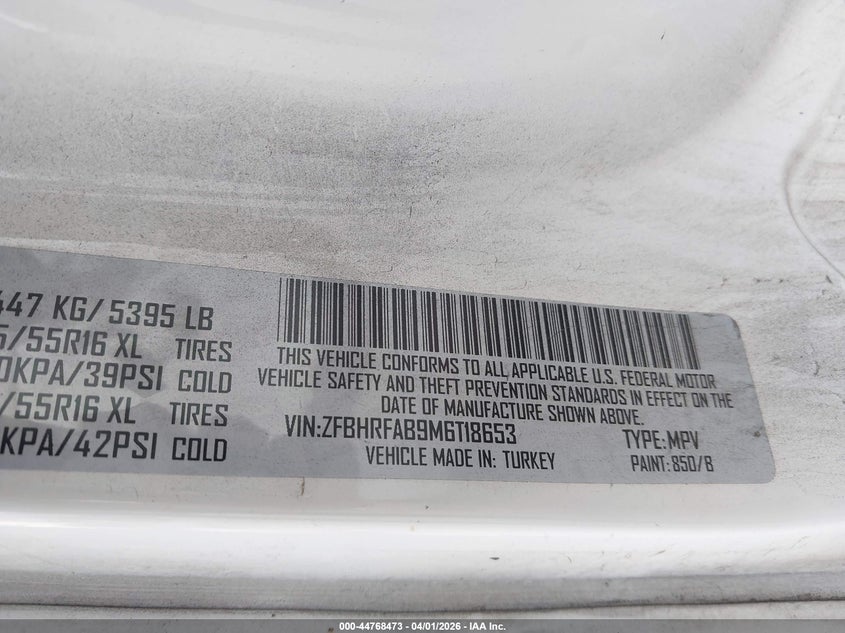 447 KG/ 5395 LB
/55R16 XL TIRES
0KPA/39PSI COLD
/55R16 XL TIRES
KPA/42PSI COLD
THIS VEHICLE CONFORMS TO ALL APPLICABLE U.S. FEDERAL MOTOR
VEHICLE SAFETY AND THEFT PREVENTION STANDARDS IN EFFECT ON THE
DATE OF MANUFACTURE SHOWN ABOVE.
VIN:ZFBHRFAB9M6T18653
TYPE:MPV
VEHICLE MADE IN: TURKEY
PAINT:850/B
000-44768473 - 04/01/2026 - IAA Inc.